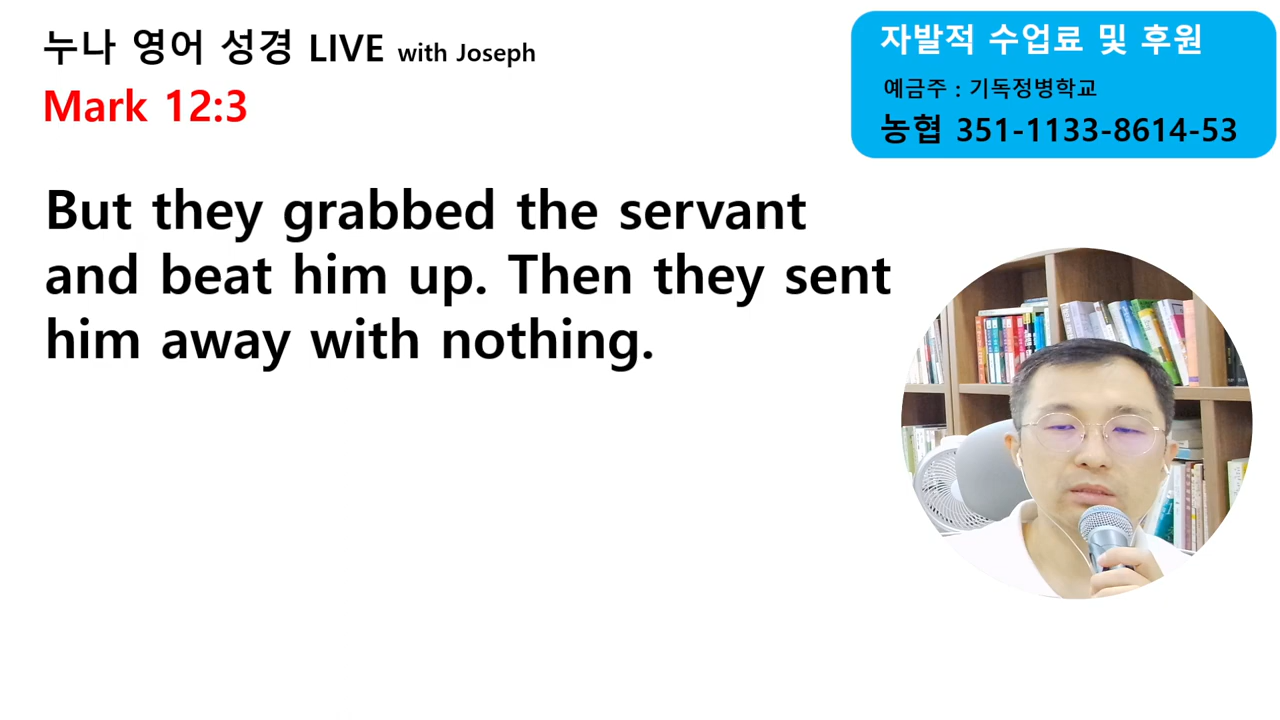 누나 영어 성경 LIVE with Joseph
Mark 12:3
자발적 수업료 및 후원
예금주 : 기독정병학교
농협 351-1133-8614-53
But they grabbed the servant
and beat him up. Then they sent
him away with nothing.